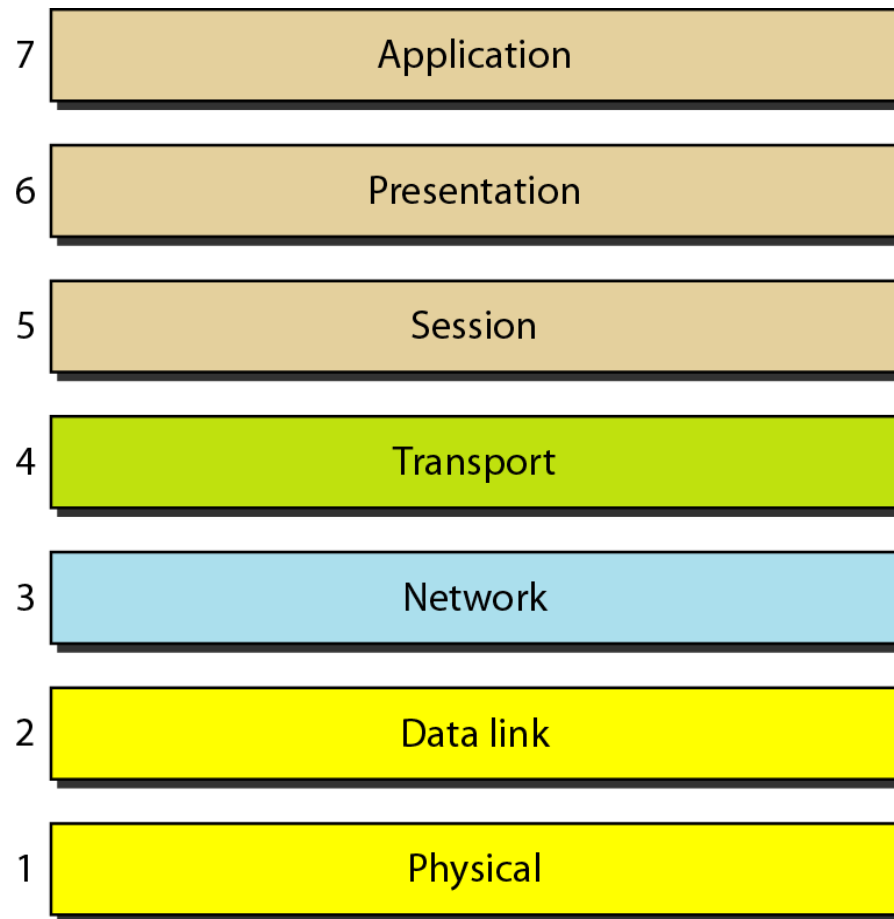 7 Application
6 Presentation
5 Session
4 Transport
3 Network
2 Data link
1 Physical